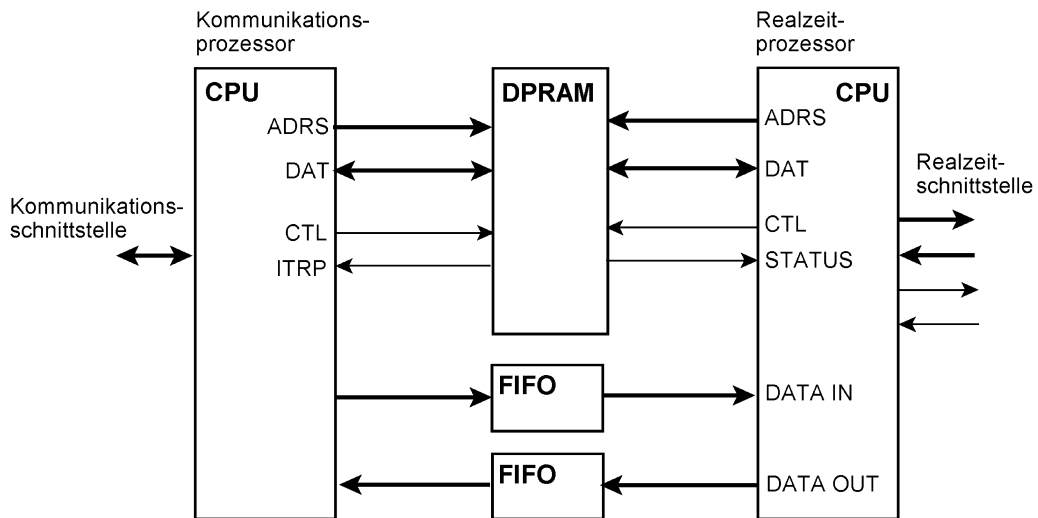 Kommunikations-
prozessor
Realzeit-
prozessor
CPU
DPRAM
CPU
ADRS
ADRS
DAT
DAT
Realzeit-
schnittstelle
Kommunikations-
schnittstelle
CTL
CTL
ITRP
STATUS
FIFO
DATA IN
FIFO
DATA OUT